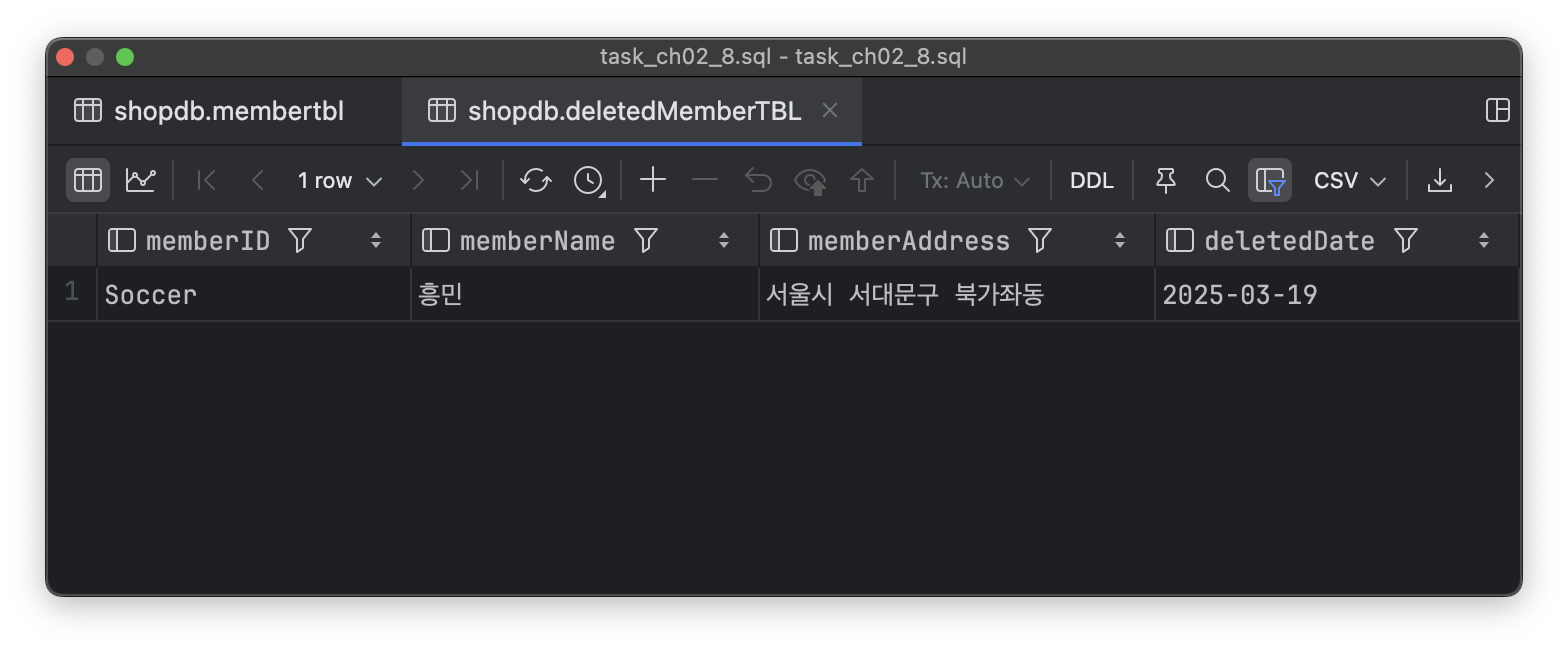 task_ch02_8.sql - task_ch02_8.sql
shopdb.membertbl shopdb.deletedMemberTBL
1 row Tx: Auto DDL CSV
memberID memberName memberAddress deletedDate
1 Soccer 흥민 서울시 서대문구 북가좌동 2025-03-19